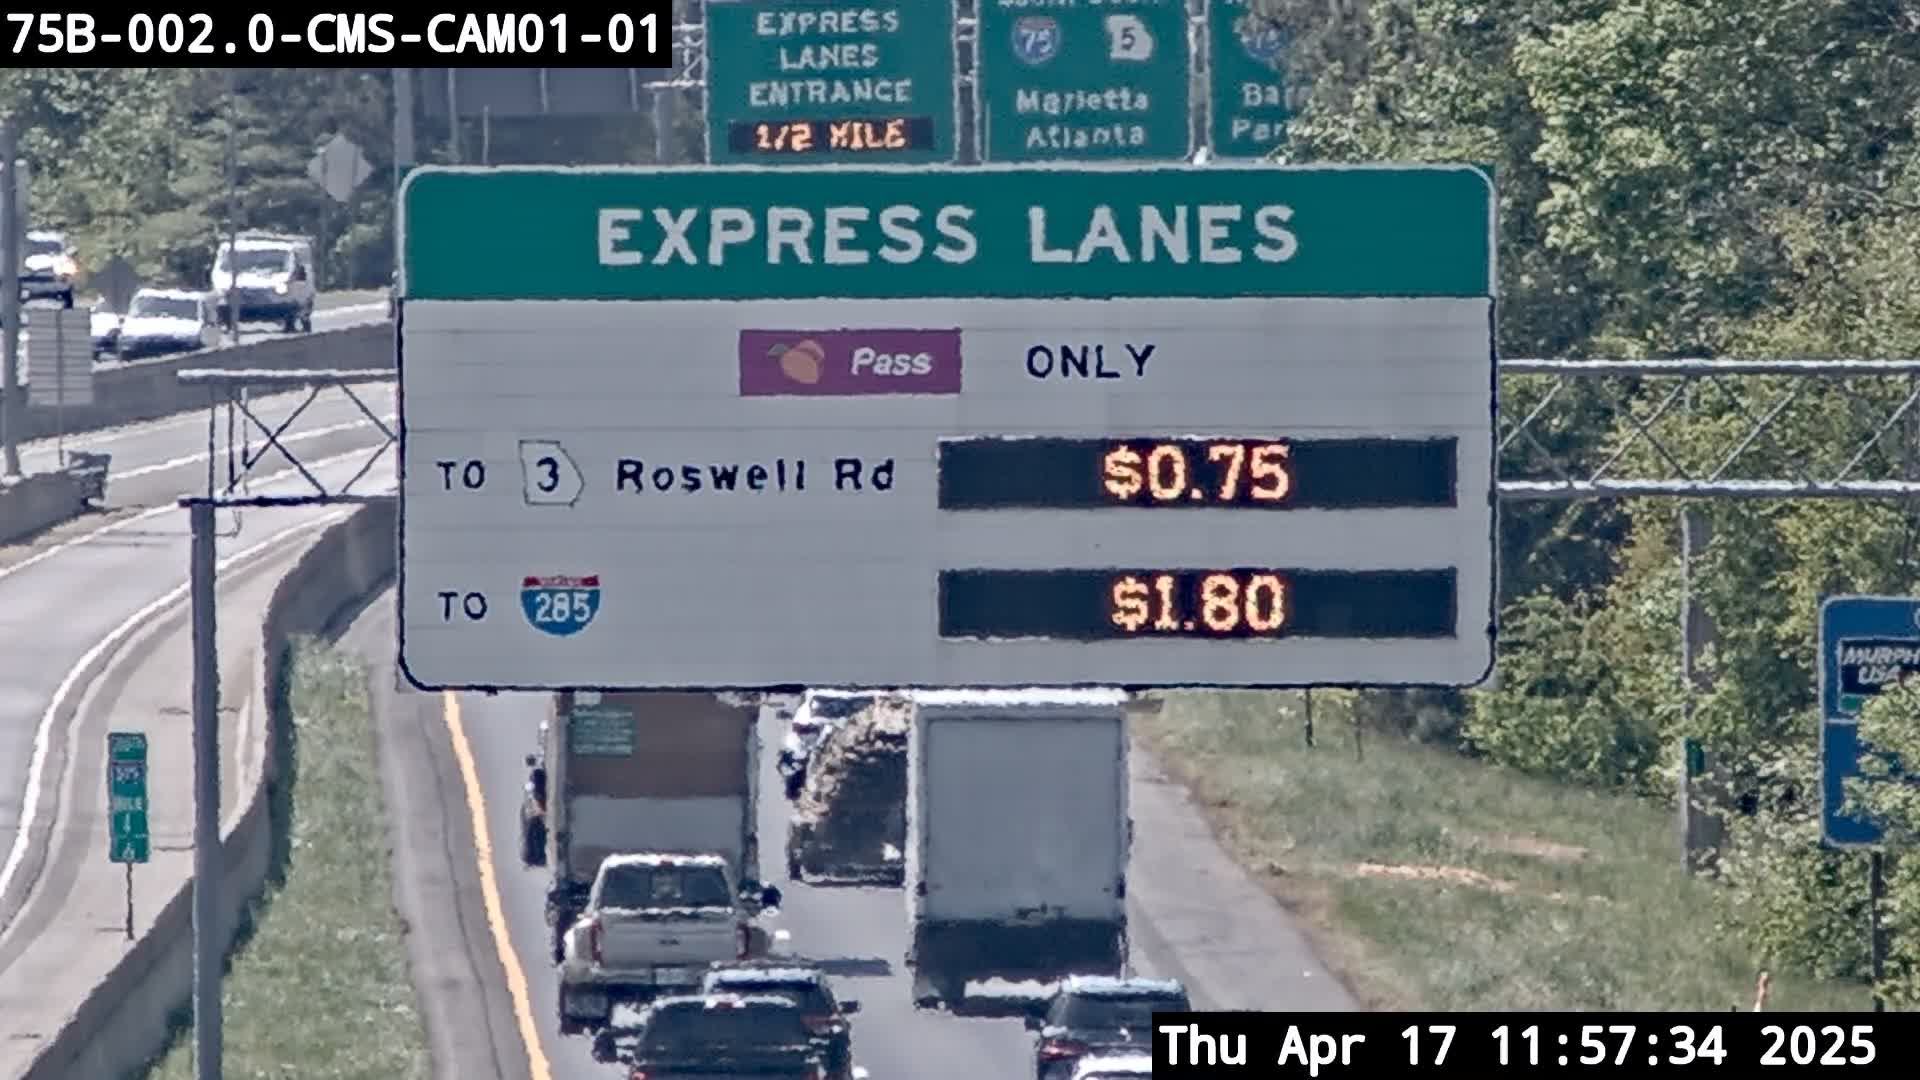 75B-002.0-CMS-CAM01-01
EXPRESS
LANES
ENTRANCE
1/2 MILE
75
5
Marietta
Atlanta
EXPRESS LANES
Pass ONLY
TO 3 Roswell Rd $0.75
TO 285 $1.80
MILE
Thu Apr 17 11:57:34 2025